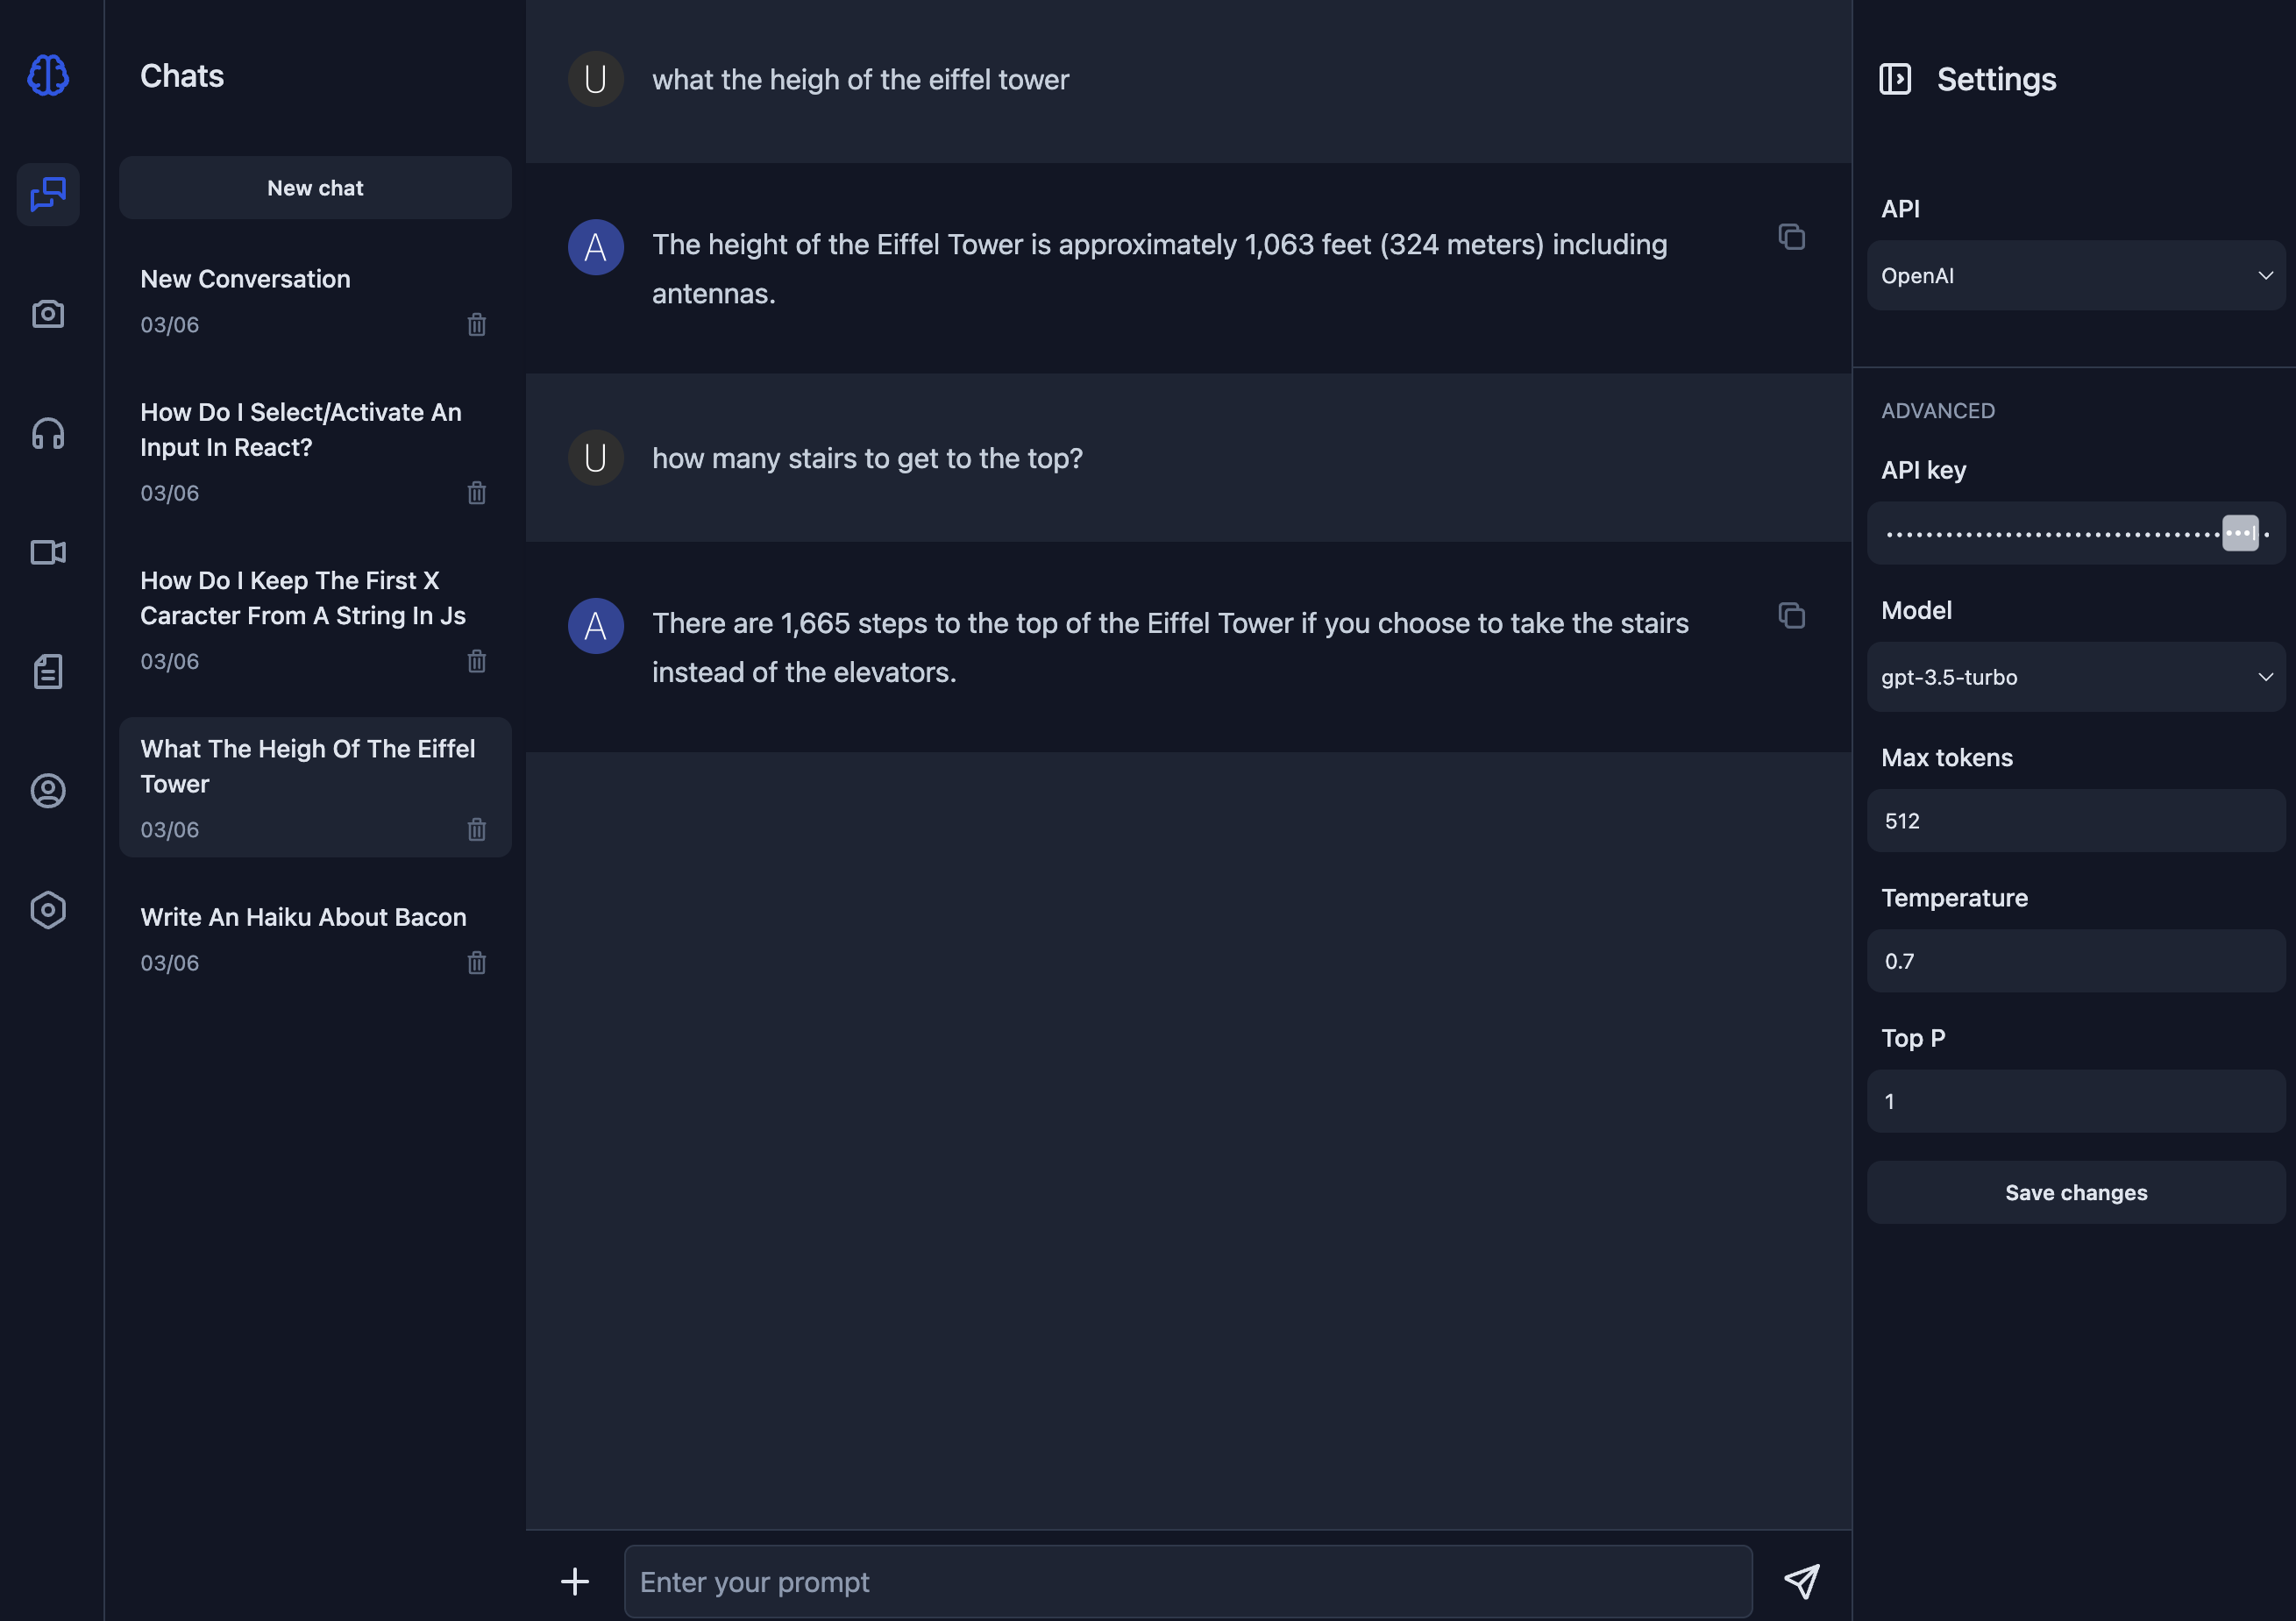 Chats
New chat
New Conversation
03/06
How Do I Select/Activate An
Input In React?
03/06
How Do I Keep The First X
Caracter From A String In Js
03/06
What The Heigh Of The Eiffel
Tower
03/06
Write An Haiku About Bacon
03/06
U
what the heigh of the eiffel tower
A
The height of the Eiffel Tower is approximately 1,063 feet (324 meters) including
antennas.
U
how many stairs to get to the top?
A
There are 1,665 steps to the top of the Eiffel Tower if you choose to take the stairs
instead of the elevators.
Enter your prompt
Settings
API
OpenAI
ADVANCED
API key
Model
gpt-3.5-turbo
Max tokens
512
Temperature
0.7
Top P
1
Save changes